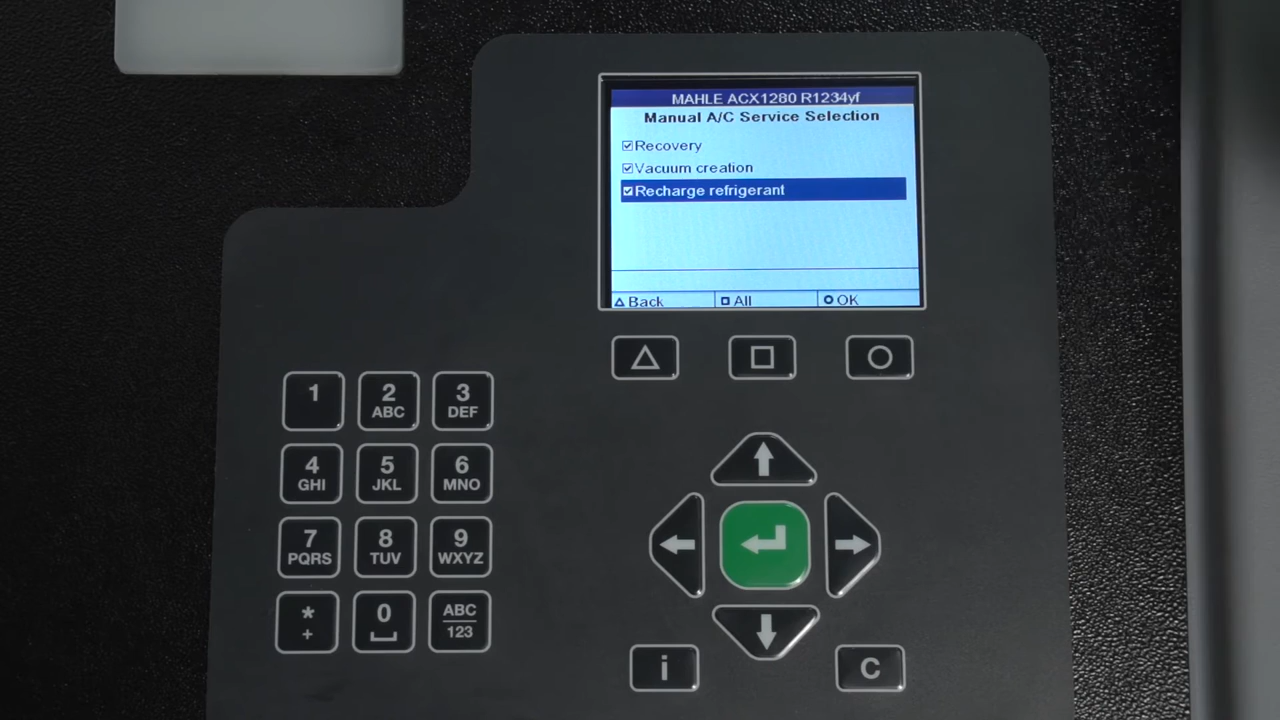 MAHLE ACX1280 R1234yf
Manual A/C Service Selection
Recovery
Vacuum creation
Recharge refrigerant
Back All OK
1 2 3
ABC DEF
4 5 6
GHI JKL MNO
7 8 9
PQRS TUV WXYZ
* 0 ABC
+ 123
i C